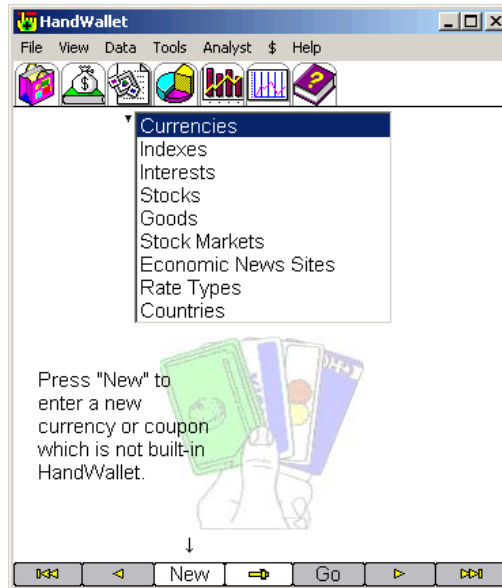 HandWallet
File View Data Tools Analyst $ Help
Currencies
Indexes
Interests
Stocks
Goods
Stock Markets
Economic News Sites
Rate Types
Countries
Press "New" to
enter a new
currency or coupon
which is not built-in
HandWallet.
New Go